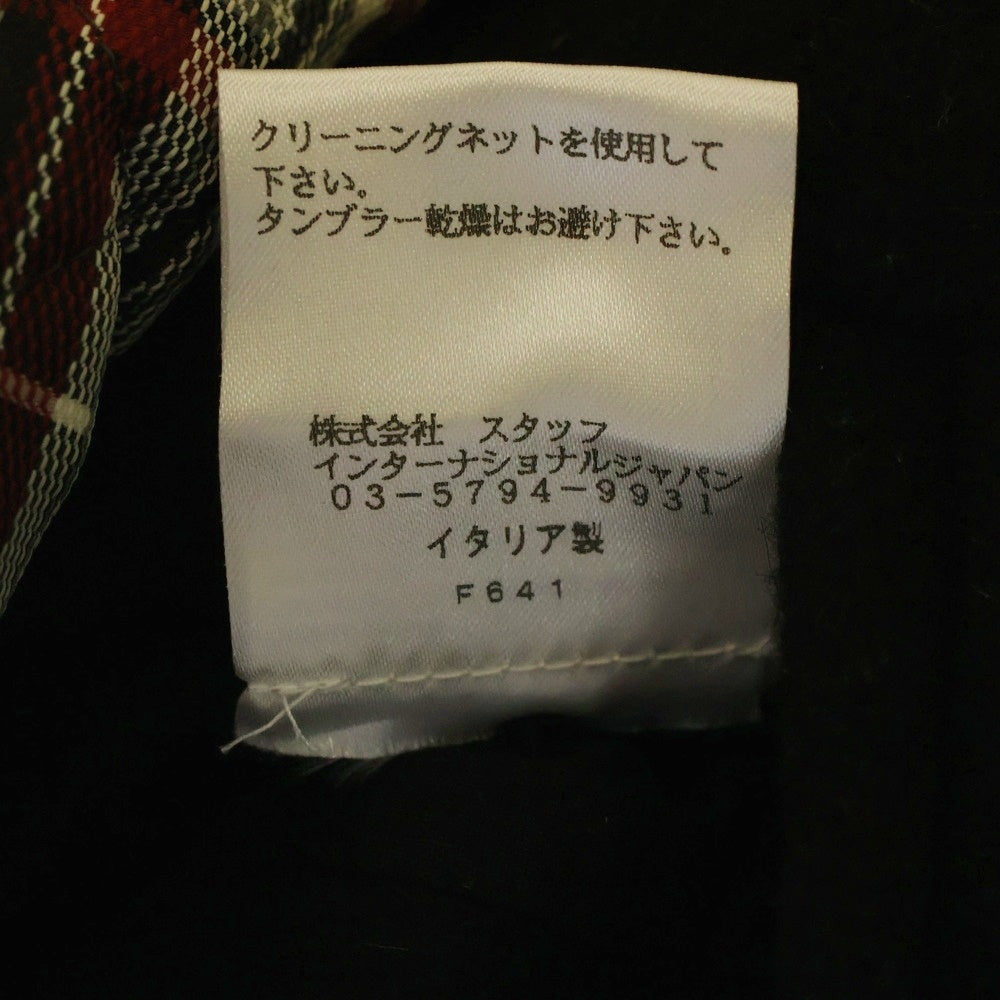 クリーニングネットを使用して
下さい。
タンブラー乾燥はお避け下さい。
株式会社　スタッフ
インターナショナルジャパン
０３－５７９４－９９３１
イタリア製
Ｆ６４１